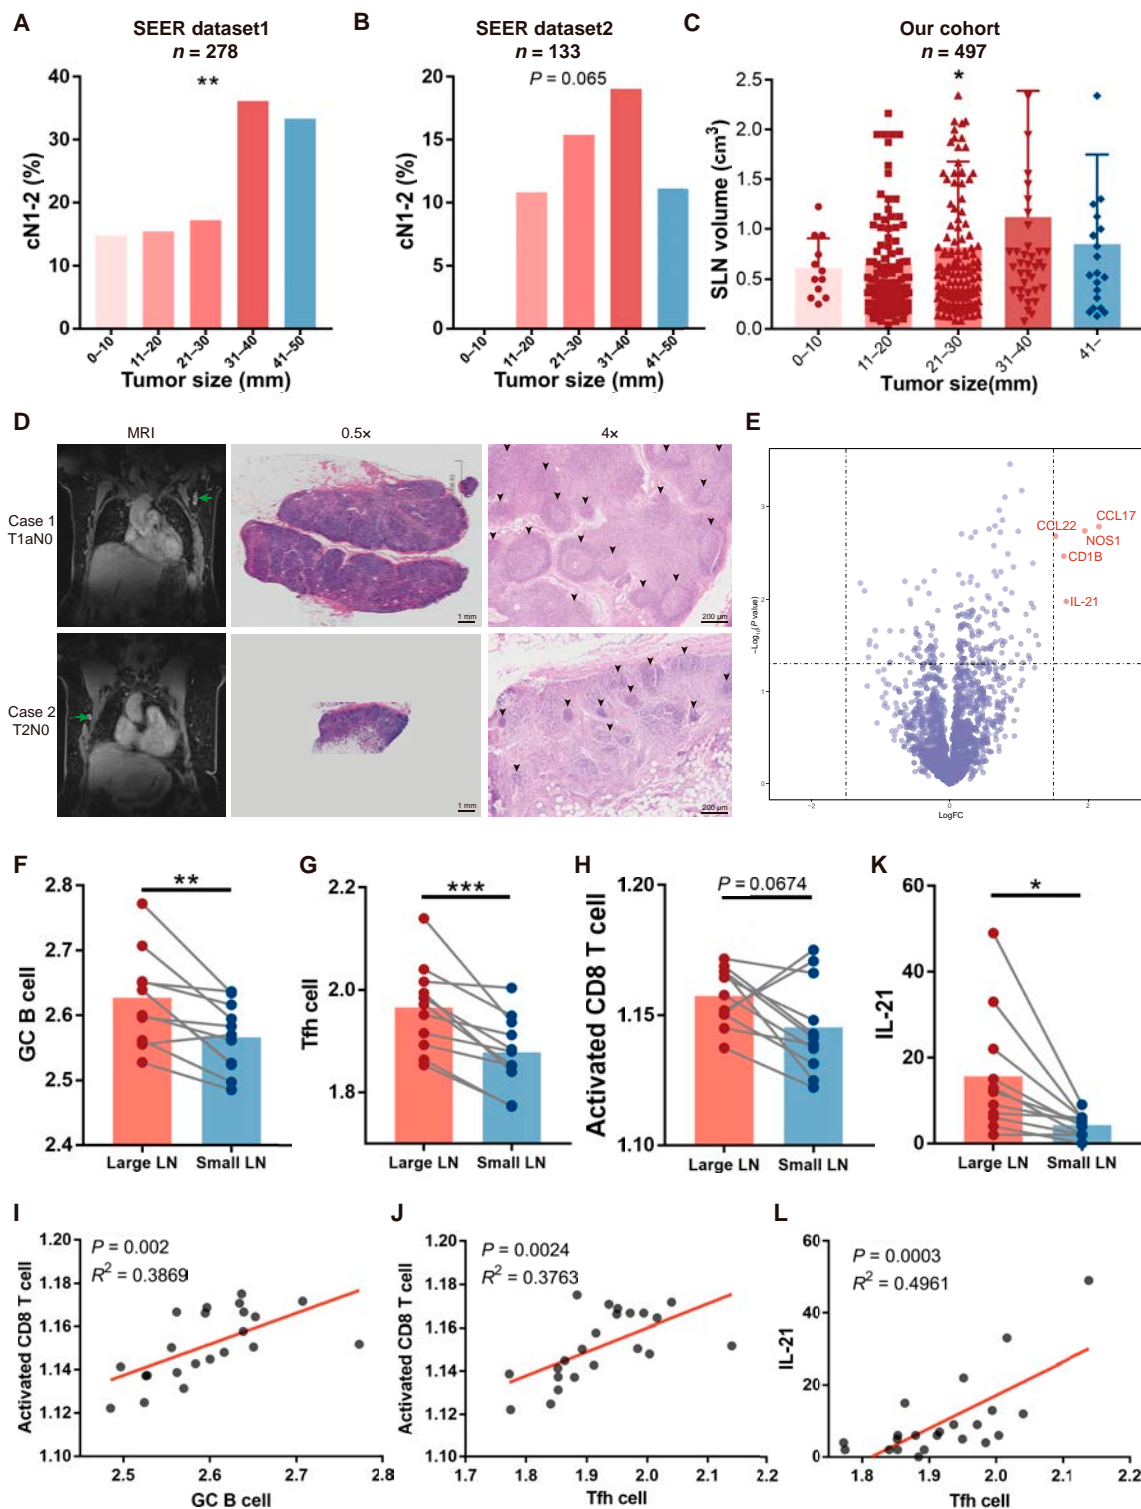 A
SEER dataset1
n = 278
**
cN1-2 (%)
40
30
20
10
0
0–10
11–20
21–30
31–40
41–50
Tumor size (mm)
B
SEER dataset2
n = 133
P = 0.065
cN1-2 (%)
20
15
10
5
0
0–10
11–20
21–30
31–40
41–50
Tumor size (mm)
C
Our cohort
n = 497
*
SLN volume (cm3)
2.5
2.0
1.5
1.0
0.5
0.0
0–10
11–20
21–30
31–40
41–
Tumor size(mm)
D
MRI
0.5×
4×
Case 1
T1aN0
1 mm
200 µm
Case 2
T2N0
1 mm
200 µm
E
−Log10(P value)
3
2
1
0
CCL17
CCL22
NOS1
CD1B
IL-21
−2
0
2
LogFC
F
**
GC B cell
2.8
2.7
2.6
2.5
2.4
Large LN
Small LN
G
***
Tfh cell
2.2
2.0
1.8
Large LN
Small LN
H
P = 0.0674
Activated CD8 T cell
1.20
1.15
1.10
Large LN
Small LN
K
*
IL-21
60
40
20
0
Large LN
Small LN
I
P = 0.002
R2 = 0.3869
Activated CD8 T cell
1.20
1.18
1.16
1.14
1.12
1.10
2.5
2.6
2.7
2.8
GC B cell
J
P = 0.0024
R2 = 0.3763
Activated CD8 T cell
1.20
1.18
1.16
1.14
1.12
1.10
1.7
1.8
1.9
2.0
2.1
2.2
Tfh cell
L
P = 0.0003
R2 = 0.4961
IL-21
60
40
20
0
1.8
1.9
2.0
2.1
2.2
Tfh cell